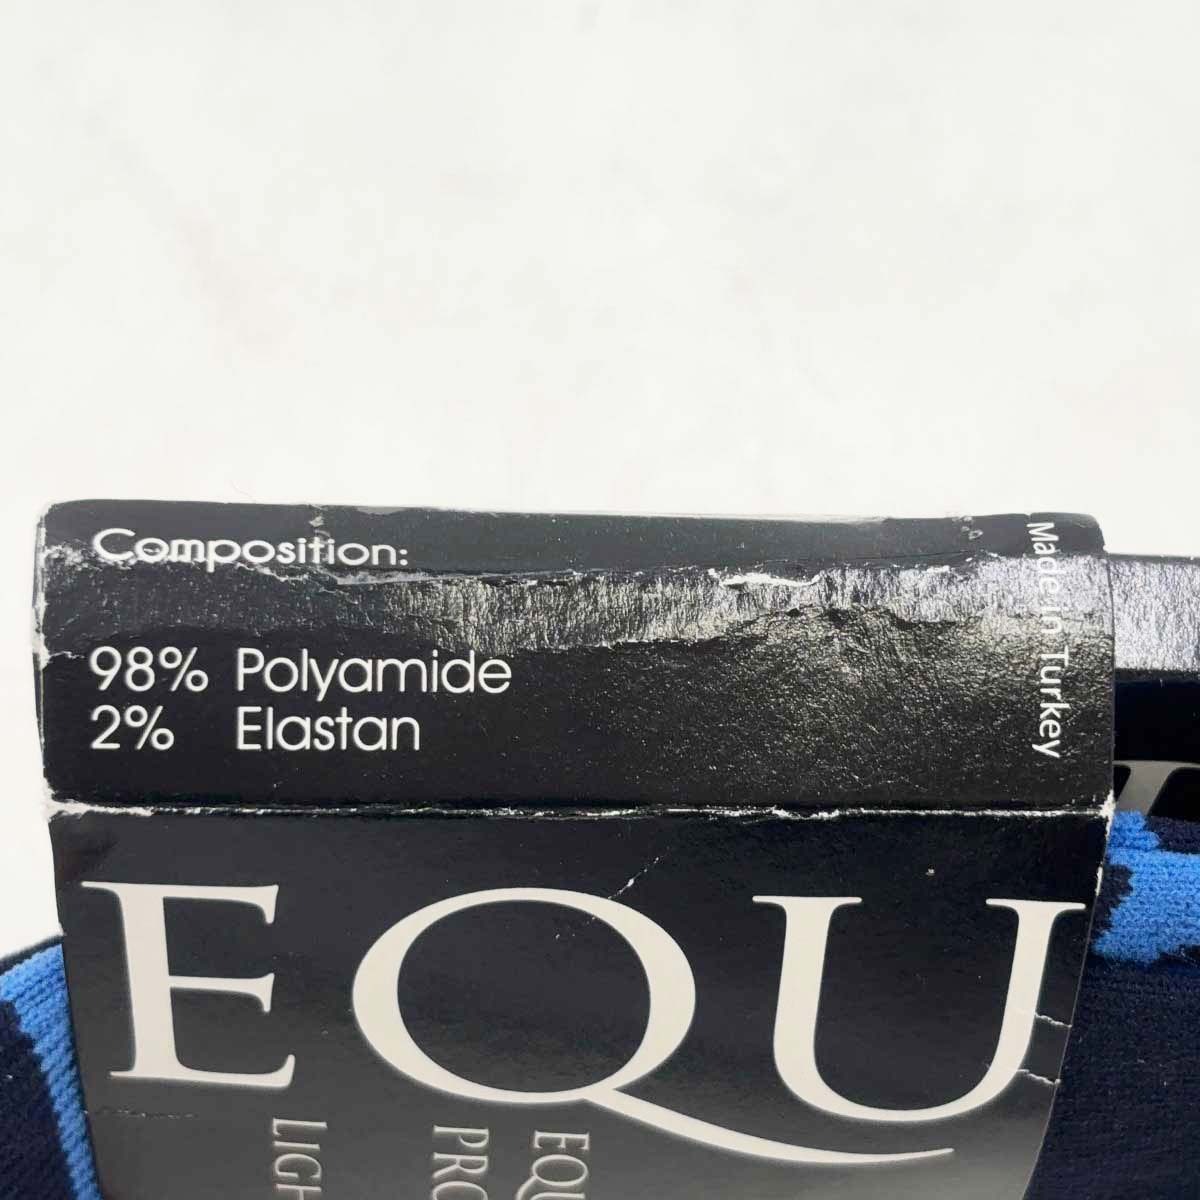 Composition:
98% Polyamide
2% Elastan
Made in Turkey
EQU